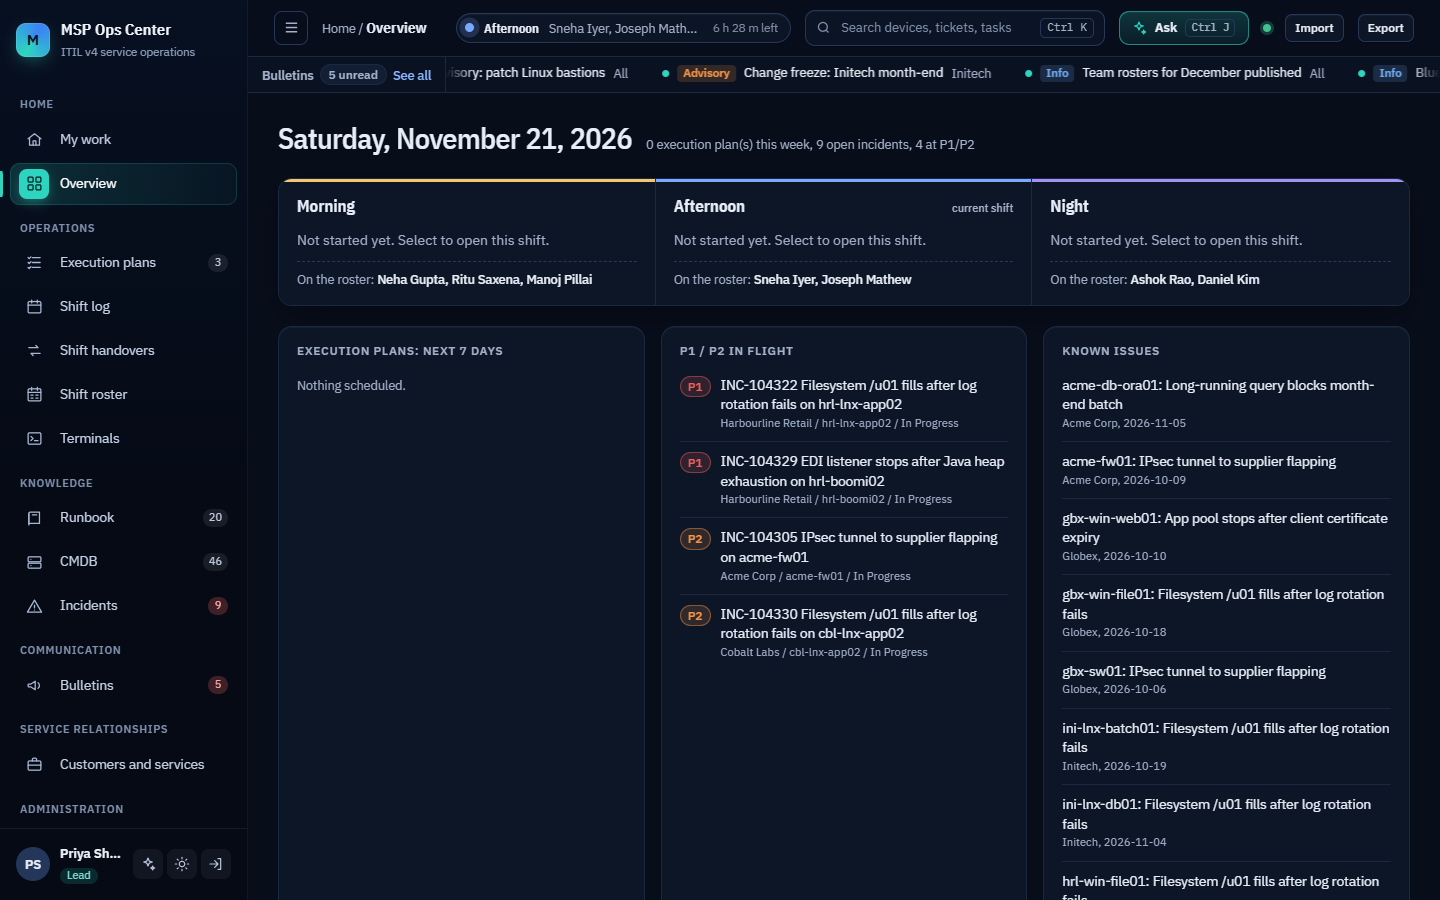 M
MSP Ops Center
ITIL v4 service operations
HOME
My work
Overview
OPERATIONS
Execution plans 3
Shift log
Shift handovers
Shift roster
Terminals
KNOWLEDGE
Runbook 20
CMDB 46
Incidents 9
COMMUNICATION
Bulletins 5
SERVICE RELATIONSHIPS
Customers and services
ADMINISTRATION
PS
Priya Sh...
Lead
Home / Overview
Afternoon Sneha Iyer, Joseph Math... 6 h 28 m left
Search devices, tickets, tasks Ctrl K
Ask Ctrl J
Import
Export
Bulletins 5 unread See all
isory: patch Linux bastions All
Advisory Change freeze: Initech month-end Initech
Info Team rosters for December published All
Info
Saturday, November 21, 2026
0 execution plan(s) this week, 9 open incidents, 4 at P1/P2
Morning
Not started yet. Select to open this shift.
On the roster: Neha Gupta, Ritu Saxena, Manoj Pillai
Afternoon current shift
Not started yet. Select to open this shift.
On the roster: Sneha Iyer, Joseph Mathew
Night
Not started yet. Select to open this shift.
On the roster: Ashok Rao, Daniel Kim
EXECUTION PLANS: NEXT 7 DAYS
Nothing scheduled.
P1 / P2 IN FLIGHT
P1 INC-104322 Filesystem /u01 fills after log
rotation fails on hrl-lnx-app02
Harbourline Retail / hrl-lnx-app02 / In Progress
P1 INC-104329 EDI listener stops after Java heap
exhaustion on hrl-boomi02
Harbourline Retail / hrl-boomi02 / In Progress
P2 INC-104305 IPsec tunnel to supplier flapping
on acme-fw01
Acme Corp / acme-fw01 / In Progress
P2 INC-104330 Filesystem /u01 fills after log
rotation fails on cbl-lnx-app02
Cobalt Labs / cbl-lnx-app02 / In Progress
KNOWN ISSUES
acme-db-ora01: Long-running query blocks month-
end batch
Acme Corp, 2026-11-05
acme-fw01: IPsec tunnel to supplier flapping
Acme Corp, 2026-10-09
gbx-win-web01: App pool stops after client certificate
expiry
Globex, 2026-10-10
gbx-win-file01: Filesystem /u01 fills after log rotation
fails
Globex, 2026-10-18
gbx-sw01: IPsec tunnel to supplier flapping
Globex, 2026-10-06
ini-lnx-batch01: Filesystem /u01 fills after log rotation
fails
Initech, 2026-10-19
ini-lnx-db01: Filesystem /u01 fills after log rotation
fails
Initech, 2026-11-04
hrl-win-file01: Filesystem /u01 fills after log rotation
fails